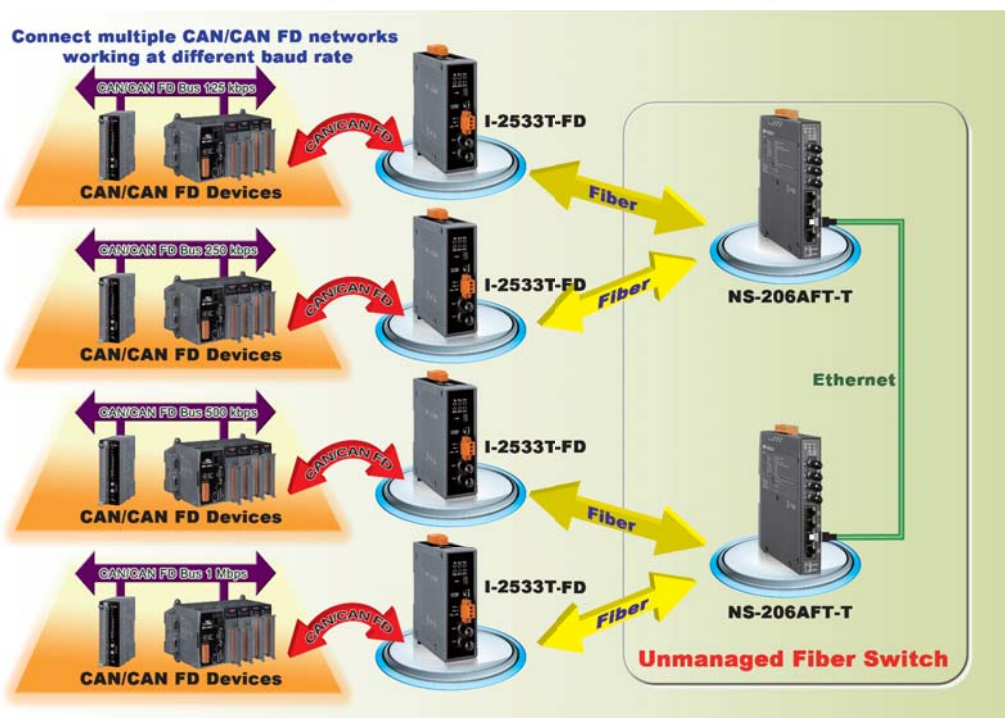 Connect multiple CAN/CAN FD networks
working at different baud rate
CAN/CAN FD Bus 125 kbps
CAN/CAN FD Devices
CAN/CAN FD
I-2533T-FD
Fiber
CAN/CAN FD Bus 250 kbps
CAN/CAN FD Devices
CAN/CAN FD
I-2533T-FD
Fiber
NS-206AFT-T
Ethernet
CAN/CAN FD Bus 500 kbps
CAN/CAN FD Devices
CAN/CAN FD
I-2533T-FD
Fiber
CAN/CAN FD Bus 1 Mbps
CAN/CAN FD Devices
CAN/CAN FD
I-2533T-FD
Fiber
NS-206AFT-T
Unmanaged Fiber Switch